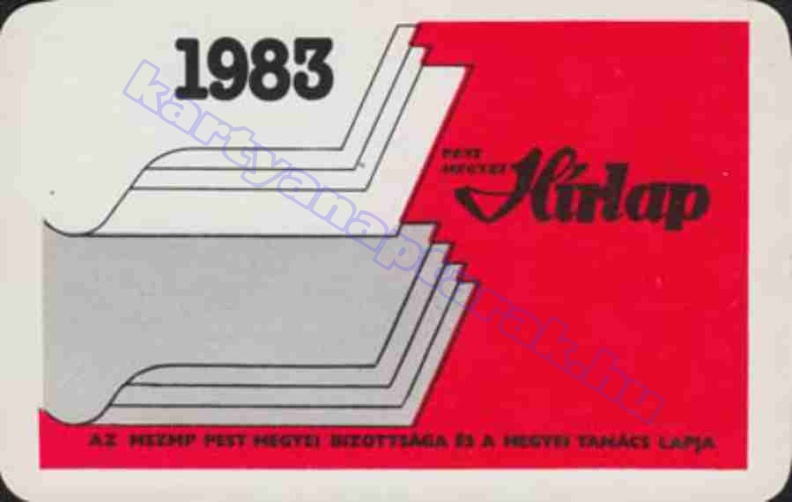 1983
PEST
MEGYEI
Hírlap
kartyanaptarak.hu
AZ MSZMP PEST MEGYEI BIZOTTSÁGA ÉS A MEGYEI TANÁCS LAPJA